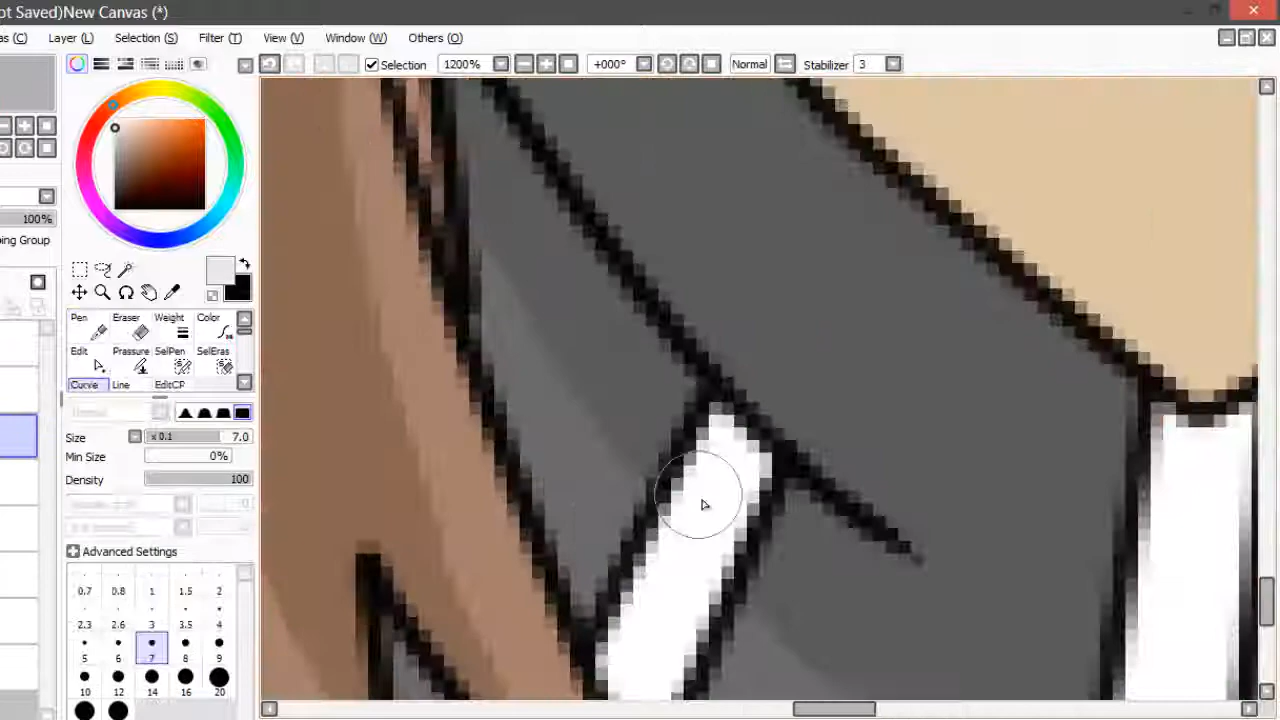 ot Saved)New Canvas (*)
as (C) Layer (L) Selection (S) Filter (T) View (V) Window (W) Others (O)
Selection 1200% +000° Normal Stabilizer 3
100%
ping Group
Pen Eraser Weight Color
Edit Prassure SelPen SelEras
Curve Line EditCP
Size x 0.1 7.0
Min Size 0%
Density 100
Advanced Settings
0.7 0.8 1 1.5 2
2.3 2.6 3 3.5 4
5 6 7 8 9
10 12 14 16 20